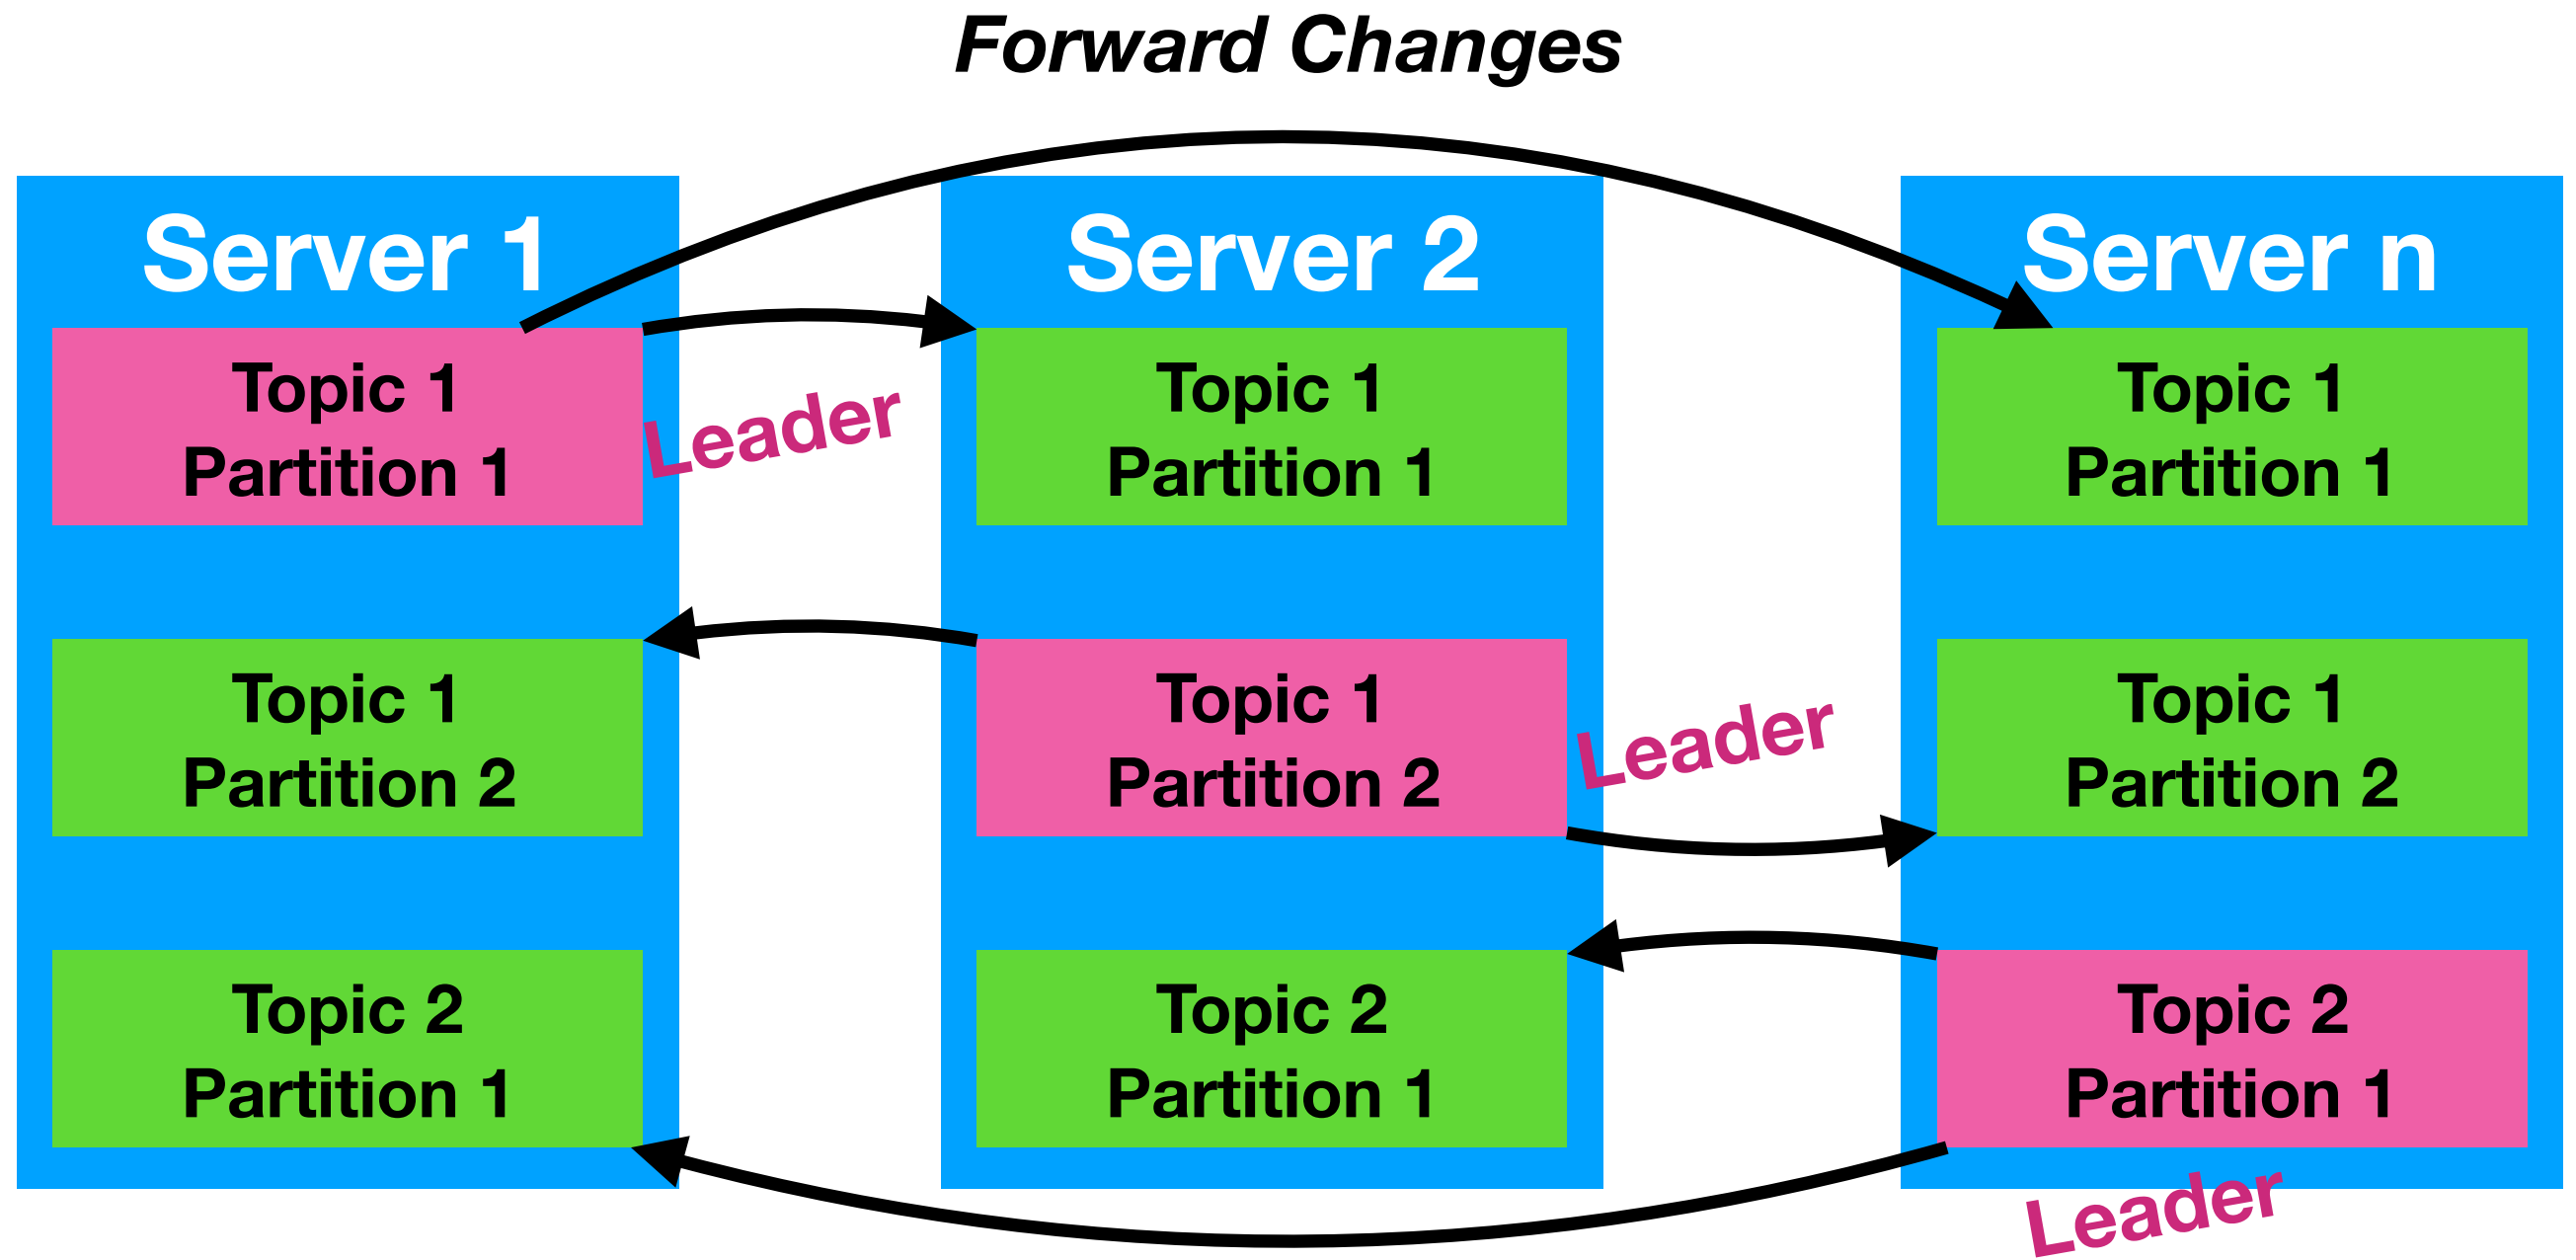 Forward Changes
Server 1
Topic 1
Partition 1
Leader
Topic 1
Partition 2
Topic 2
Partition 1
Server 2
Topic 1
Partition 1
Topic 1
Partition 2
Leader
Topic 2
Partition 1
Server n
Topic 1
Partition 1
Topic 1
Partition 2
Topic 2
Partition 1
Leader